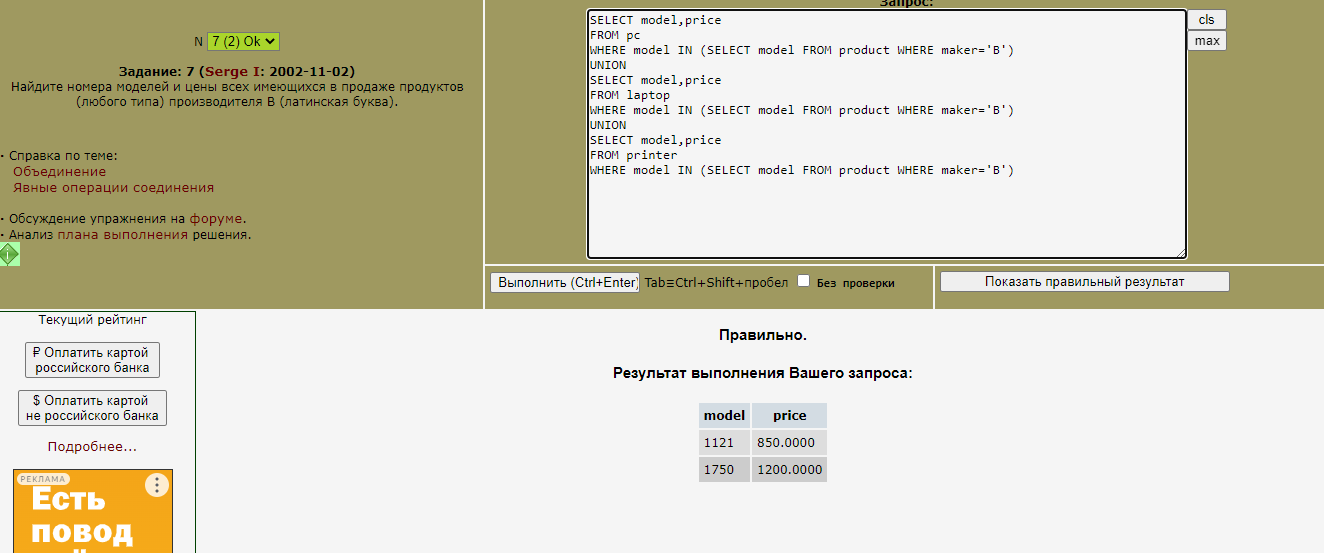 N 7 (2) Ok
Задание: 7 (Serge I: 2002-11-02)
Найдите номера моделей и цены всех имеющихся в продаже продуктов
(любого типа) производителя B (латинская буква).
· Справка по теме:
Объединение
Явные операции соединения
· Обсуждение упражнения на форуме.
· Анализ плана выполнения решения.
Запрос:
SELECT model,price
FROM pc
WHERE model IN (SELECT model FROM product WHERE maker='B')
UNION
SELECT model,price
FROM laptop
WHERE model IN (SELECT model FROM product WHERE maker='B')
UNION
SELECT model,price
FROM printer
WHERE model IN (SELECT model FROM product WHERE maker='B')
cls
max
Выполнить (Ctrl+Enter) Tab≡Ctrl+Shift+пробел Без проверки
Показать правильный результат
Текущий рейтинг
₽ Оплатить картой
российского банка
$ Оплатить картой
не российского банка
Подробнее...
РЕКЛАМА
Есть
повод
Правильно.
Результат выполнения Вашего запроса:
model price
1121 850.0000
1750 1200.0000